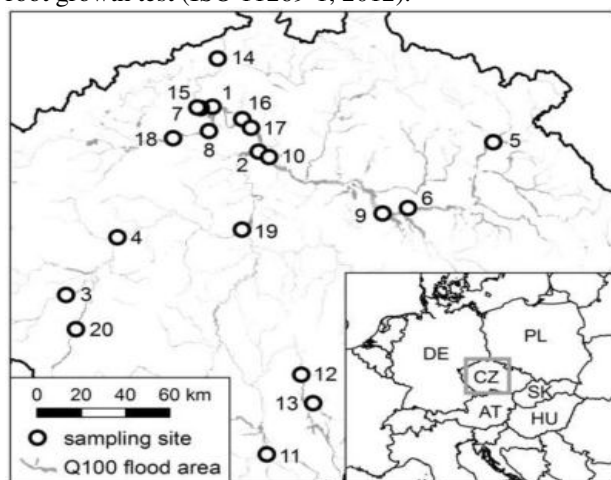 root growth test (ISO 11269-1, 2012).
14
15
1
16
7
17
18
8
2
10
5
6
9
19
4
3
20
12
13
11
0 20 40 60 km
sampling site
Q100 flood area
DE
PL
CZ
SK
AT
HU